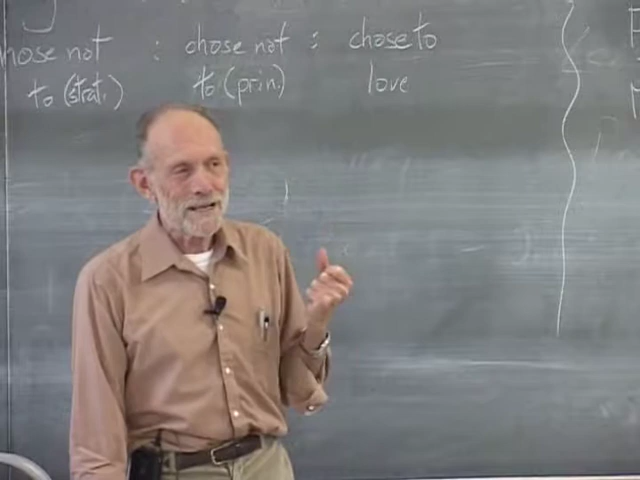 hose not : chose not : chose to
to (strat.) to (prin.) love